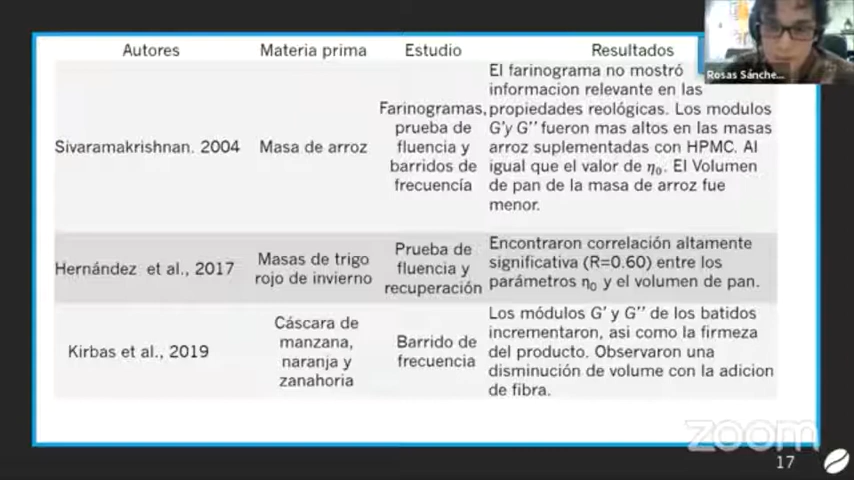 Autores
Materia prima
Estudio
Resultados
Rosas Sánche...
Sivaramakrishnan. 2004
Masa de arroz
Farinogramas,
prueba de
fluencia y
barridos de
frecuencía
El farinograma no mostró
informacion relevante en las
propiedades reológicas. Los modulos
G'y G'' fueron mas altos en las masas
arroz suplementadas con HPMC. Al
igual que el valor de η₀. El Volumen
de pan de la masa de arroz fue
menor.
Hernández et al., 2017
Masas de trigo
rojo de invierno
Prueba de
fluencia y
recuperación
Encontraron correlación altamente
significativa (R=0.60) entre los
parámetros η₀ y el volumen de pan.
Kirbas et al., 2019
Cáscara de
manzana,
naranja y
zanahoria
Barrido de
frecuencia
Los módulos G' y G'' de los batidos
incrementaron, asi como la firmeza
del producto. Observaron una
disminución de volume con la adicion
de fibra.
zoom
17